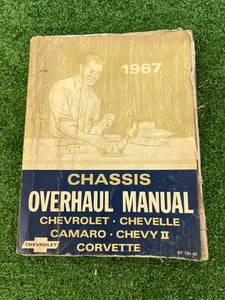 1967
CHASSIS
OVERHAUL MANUAL
CHEVROLET · CHEVELLE
CAMARO · CHEVY II
CORVETTE
CHEVROLET